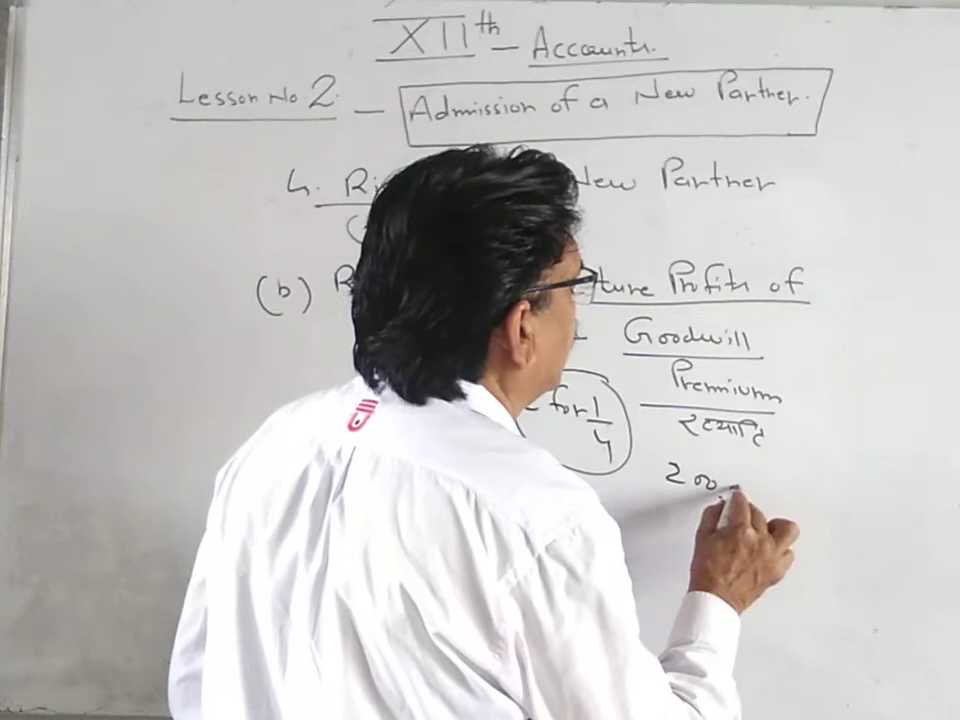 XIIth - Accounts.
Lesson No. 2. - Admission of a New Partner.
4. Ri New Partner
(
(b) R ture Profits of
Goodwill
Premium
for 1/4
ख्याति
200